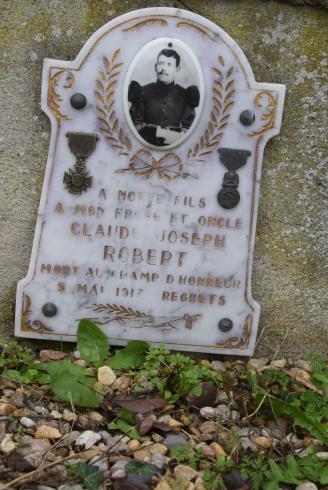 A NOTRE FILS
A MON FRERE ET ONCLE
CLAUDE JOSEPH
ROBERT
MORT AU CHAMP D'HONNEUR
5 MAI 1917 REGRETS